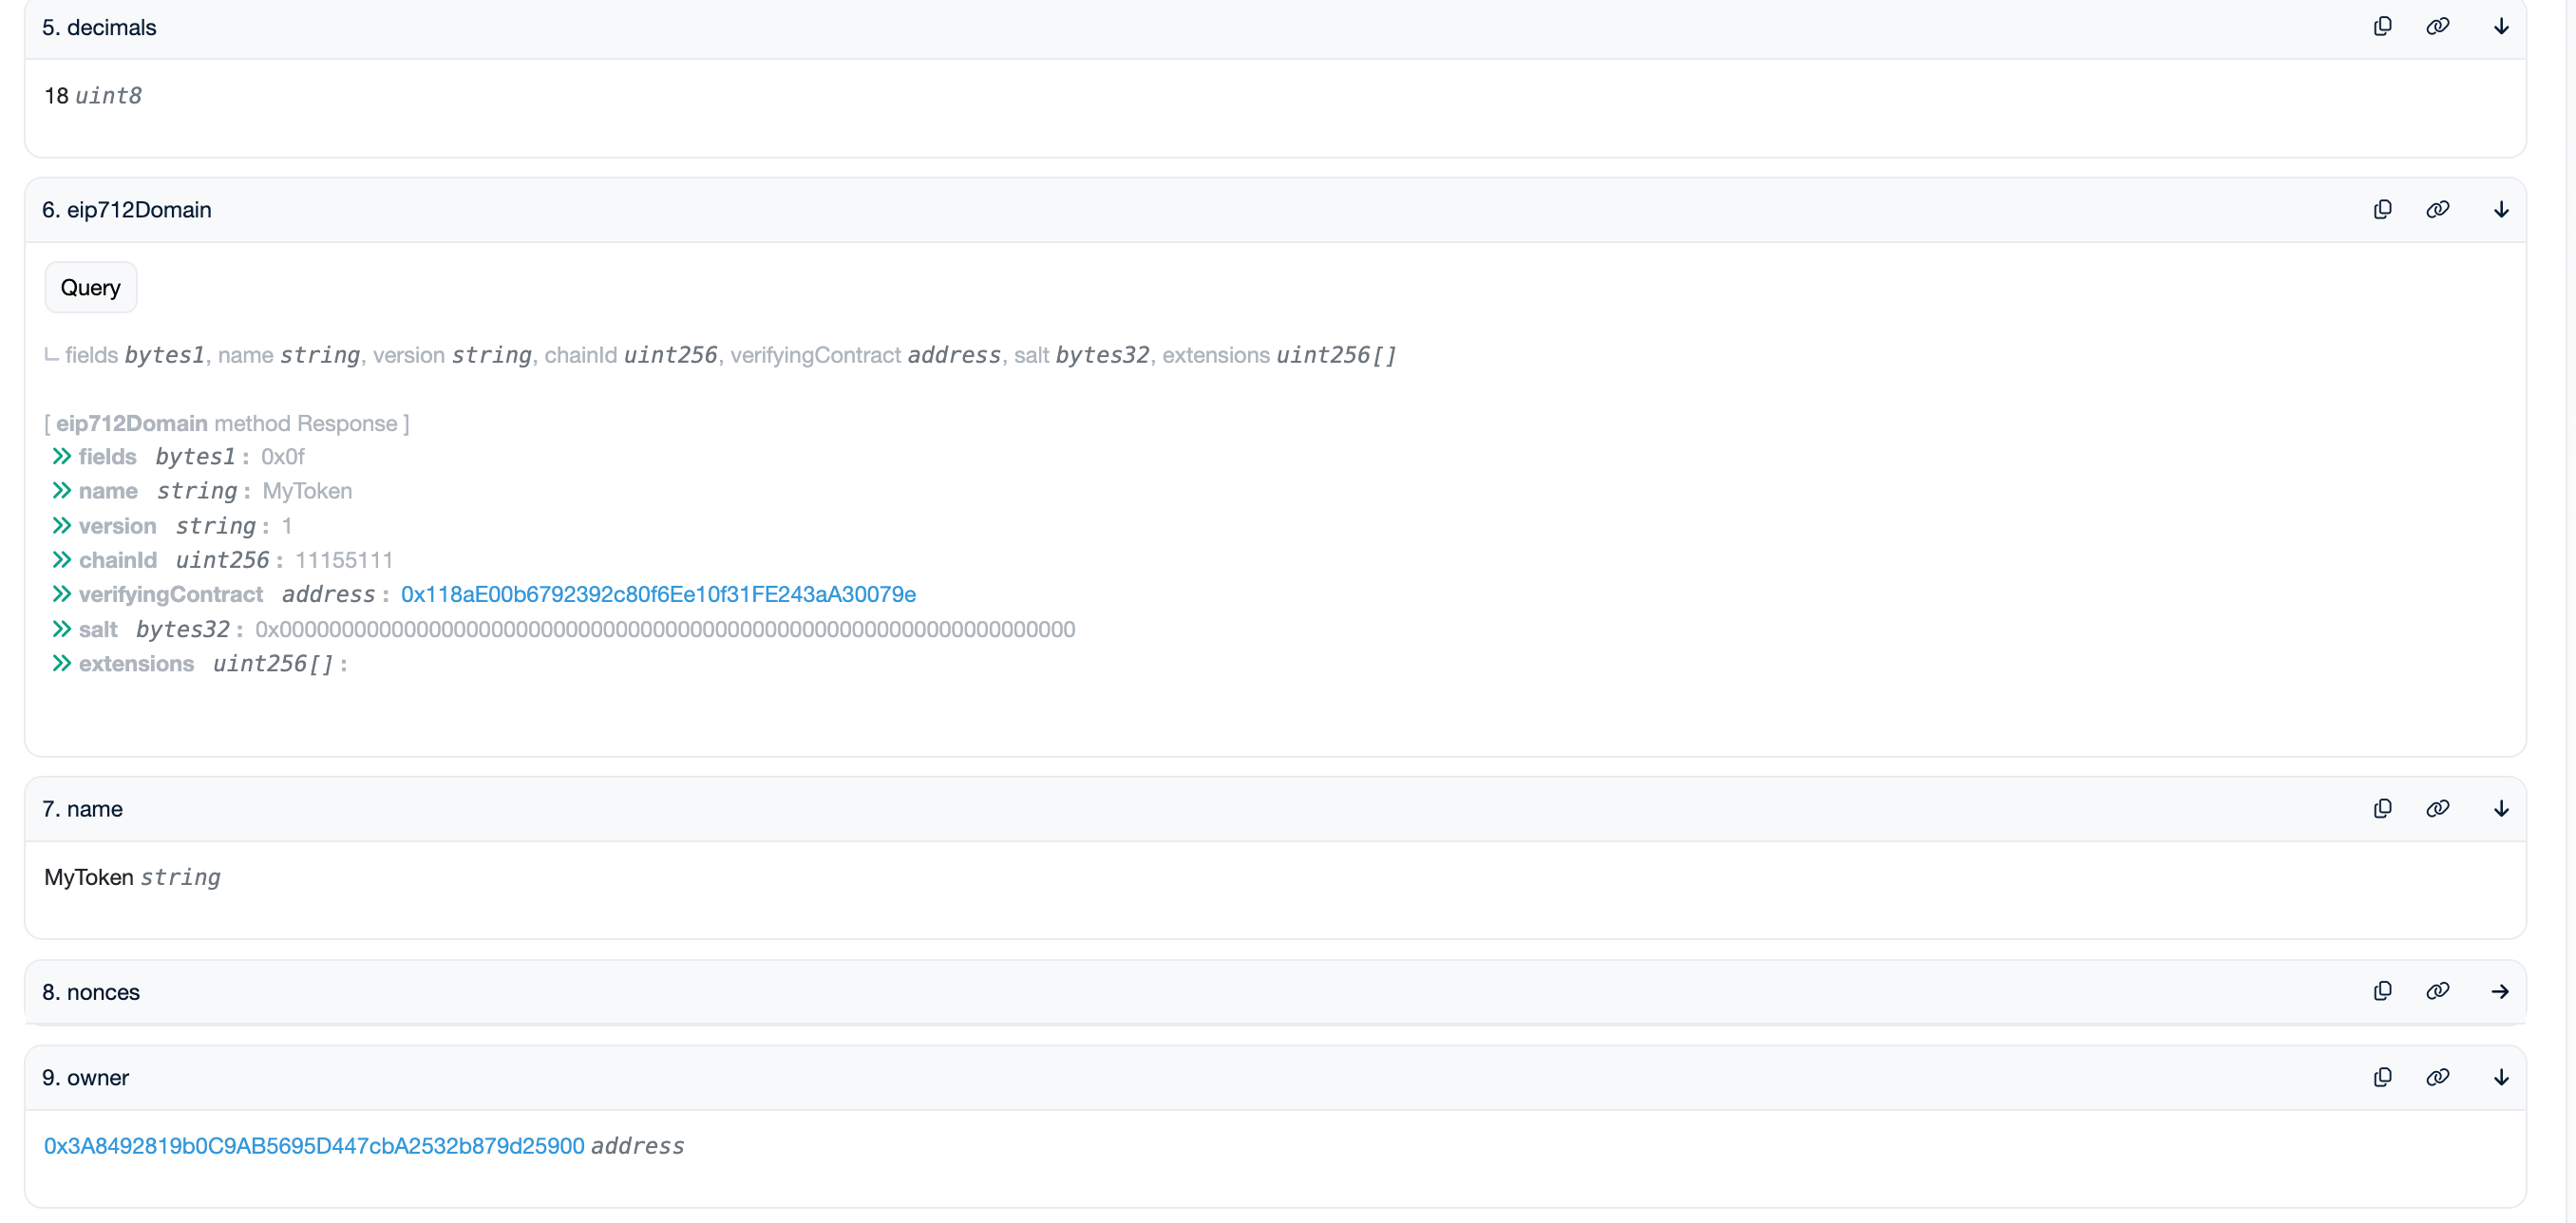 5. decimals
18 uint8
6. eip712Domain
Query
fields bytes1, name string, version string, chainId uint256, verifyingContract address, salt bytes32, extensions uint256[]
[ eip712Domain method Response ]
fields bytes1 : 0x0f
name string : MyToken
version string : 1
chainId uint256 : 11155111
verifyingContract address : 0x118aE00b6792392c80f6Ee10f31FE243aA30079e
salt bytes32 : 0x0000000000000000000000000000000000000000000000000000000000000000
extensions uint256[] :
7. name
MyToken string
8. nonces
9. owner
0x3A8492819b0C9AB5695D447cbA2532b879d25900 address